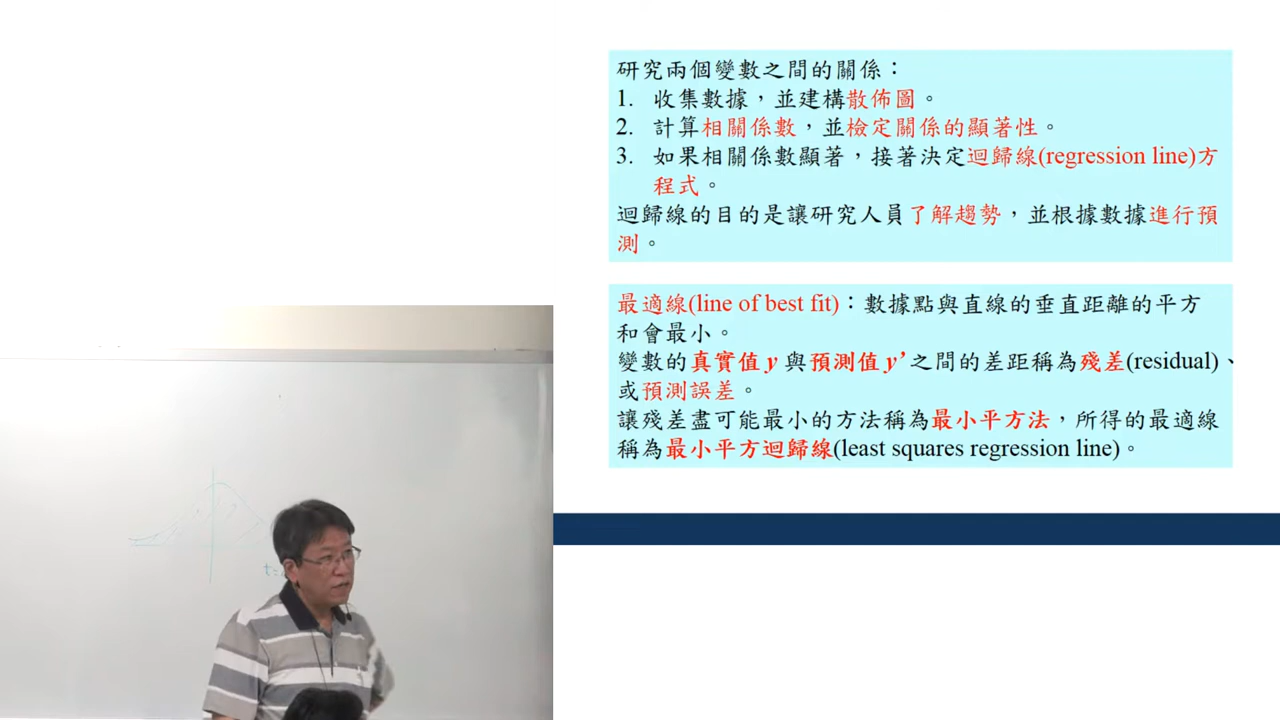 研究兩個變數之間的關係：
1. 收集數據，並建構散佈圖。
2. 計算相關係數，並檢定關係的顯著性。
3. 如果相關係數顯著，接著決定迴歸線(regression line)方
程式。
迴歸線的目的是讓研究人員了解趨勢，並根據數據進行預
測。
最適線(line of best fit)：數據點與直線的垂直距離的平方
和會最小。
變數的真實值 y 與預測值 y’ 之間的差距稱為殘差(residual)、
或預測誤差。
讓殘差盡可能最小的方法稱為最小平方法，所得的最適線
稱為最小平方迴歸線(least squares regression line)。
t=